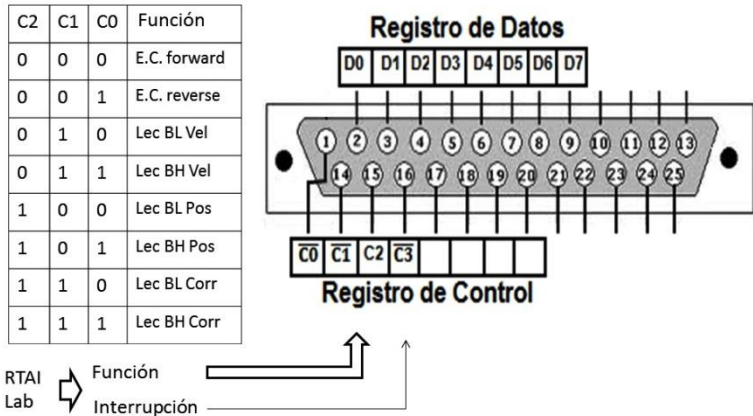 C2 C1 C0 Función
0 0 0 E.C. forward
0 0 1 E.C. reverse
0 1 0 Lec BL Vel
0 1 1 Lec BH Vel
1 0 0 Lec BL Pos
1 0 1 Lec BH Pos
1 1 0 Lec BL Corr
1 1 1 Lec BH Corr
Registro de Datos
D0 D1 D2 D3 D4 D5 D6 D7
1 2 3 4 5 6 7 8 9 10 11 12 13
14 15 16 17 18 19 20 21 22 23 24 25
C̅0̅ C̅1̅ C2 C̅3̅
Registro de Control
RTAI
Lab
Función
Interrupción